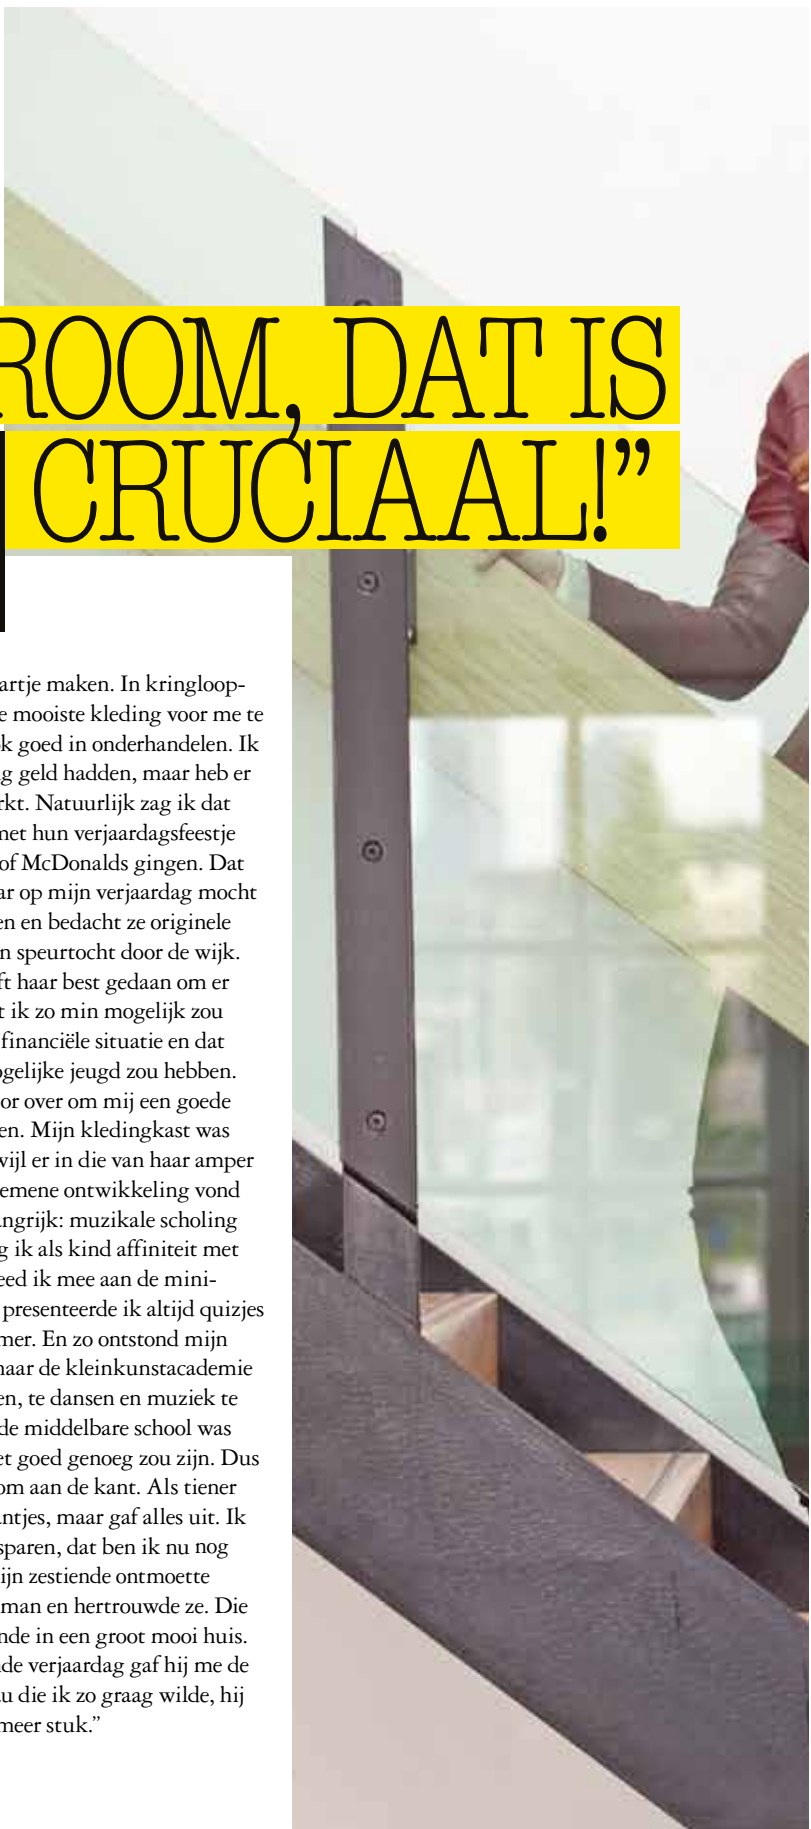 ROOM, DAT IS
CRUCIAAL!”
artje maken. In kringloop-
e mooiste kleding voor me te
ok goed in onderhandelen. Ik
g geld hadden, maar heb er
rkt. Natuurlijk zag ik dat
met hun verjaardagsfeestje
of McDonalds gingen. Dat
ar op mijn verjaardag mocht
en en bedacht ze originele
n speurtocht door de wijk.
ft haar best gedaan om er
t ik zo min mogelijk zou
financiële situatie en dat
ogelijke jeugd zou hebben.
or over om mij een goede
en. Mijn kledingkast was
wijl er in die van haar amper
emene ontwikkeling vond
angrijk: muzikale scholing
g ik als kind affiniteit met
eed ik mee aan de mini-
presenteerde ik altijd quizjes
mer. En zo ontstond mijn
naar de kleinkunstacademie
en, te dansen en muziek te
de middelbare school was
et goed genoeg zou zijn. Dus
om aan de kant. Als tiener
antjes, maar gaf alles uit. Ik
sparen, dat ben ik nu nog
ijn zestiende ontmoette
man en hertrouwde ze. Die
nde in een groot mooi huis.
de verjaardag gaf hij me de
u die ik zo graag wilde, hij
meer stuk.”